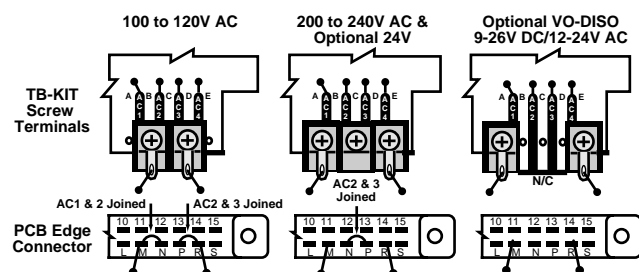 100 to 120V AC
200 to 240V AC &
Optional 24V
Optional VO-DISO
9-26V DC/12-24V AC
TB-KIT
Screw
Terminals
A B C D E
AC1 AC2 AC3 AC4
A B C D E
AC1 AC2 AC3 AC4
A B C D E
AC1 AC2 AC3 AC4
N/C
AC1 & 2 Joined
AC2 & 3 Joined
AC2 & 3
Joined
PCB Edge
Connector
10 11 12 13 14 15
L M N P R S
10 11 12 13 14 15
L M N P R S
10 11 12 13 14 15
L M N P R S